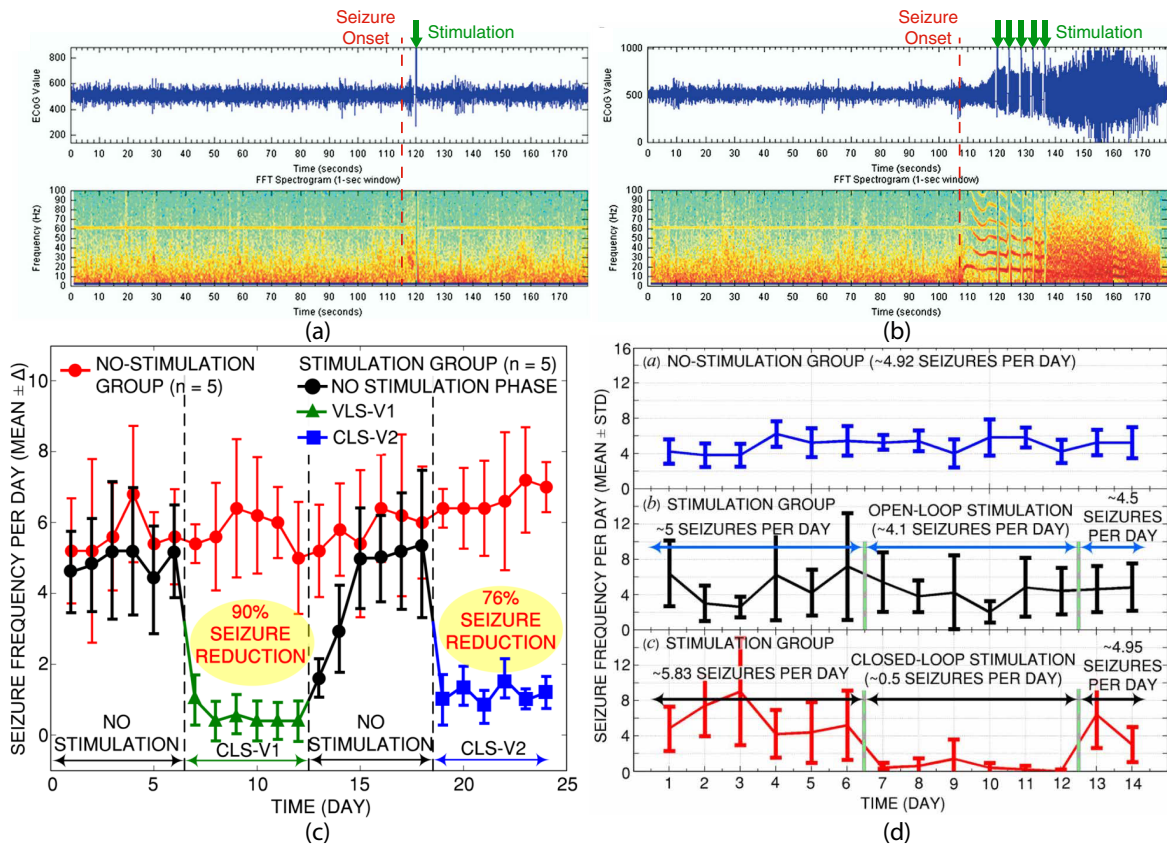 Seizure
Onset
Stimulation
ECoG Value
800
600
400
200
0 10 20 30 40 50 60 70 80 90 100 110 120 130 140 150 160 170
Time (seconds)
FFT Spectrogram (1-sec window)
Frequency (Hz)
100
90
80
70
60
50
40
30
20
10
0
0 10 20 30 40 50 60 70 80 90 100 110 120 130 140 150 160 170
Time (seconds)
(a)
Seizure
Onset
Stimulation
ECoG Value
1000
500
0
0 10 20 30 40 50 60 70 80 90 100 110 120 130 140 150 160 170
Time (seconds)
FFT Spectrogram (1-sec window)
Frequency (Hz)
100
90
80
70
60
50
40
30
20
10
0
0 10 20 30 40 50 60 70 80 90 100 110 120 130 140 150 160 170
Time (seconds)
(b)
SEIZURE FREQUENCY PER DAY (MEAN ± Δ)
10
8
6
4
2
0
NO-STIMULATION
GROUP (n = 5)
STIMULATION GROUP (n = 5)
NO STIMULATION PHASE
VLS-V1
CLS-V2
90%
SEIZURE
REDUCTION
76%
SEIZURE
REDUCTION
NO
STIMULATION
CLS-V1
NO
STIMULATION
CLS-V2
0 5 10 15 20 25
TIME (DAY)
(c)
SEIZURE FREQUENCY PER DAY (MEAN ± STD)
16
12
8
4
0
(a) NO-STIMULATION GROUP (~4.92 SEIZURES PER DAY)
12
8
4
0
(b) STIMULATION GROUP
~5 SEIZURES PER DAY
OPEN-LOOP STIMULATION
(~4.1 SEIZURES PER DAY)
~4.5
SEIZURES
PER DAY
12
8
4
0
(c) STIMULATION GROUP
~5.83 SEIZURES PER DAY
CLOSED-LOOP STIMULATION
(~0.5 SEIZURES PER DAY)
~4.95
SEIZURES
PER DAY
1 2 3 4 5 6 7 8 9 10 11 12 13 14
TIME (DAY)
(d)